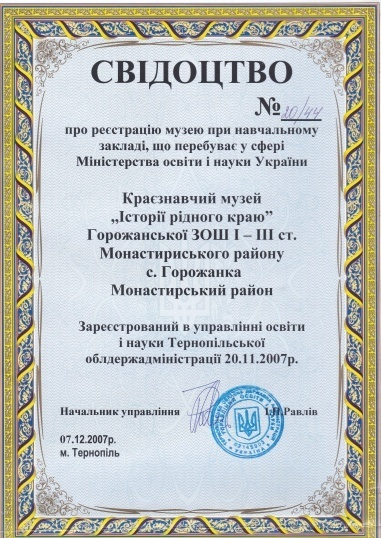 СВІДОЦТВО
№ 20/44
про реєстрацію музею при навчальному
закладі, що перебуває у сфері
Міністерства освіти і науки України
Краєзнавчий музей
„Історії рідного краю”
Горожанської ЗОШ І – ІІІ ст.
Монастириського району
с. Горожанка
Монастирський район
Зареєстрований в управлінні освіти
і науки Тернопільської
облдержадміністрації 20.11.2007р.
Начальник управління І.П.Равлів
07.12.2007р.
м. Тернопіль